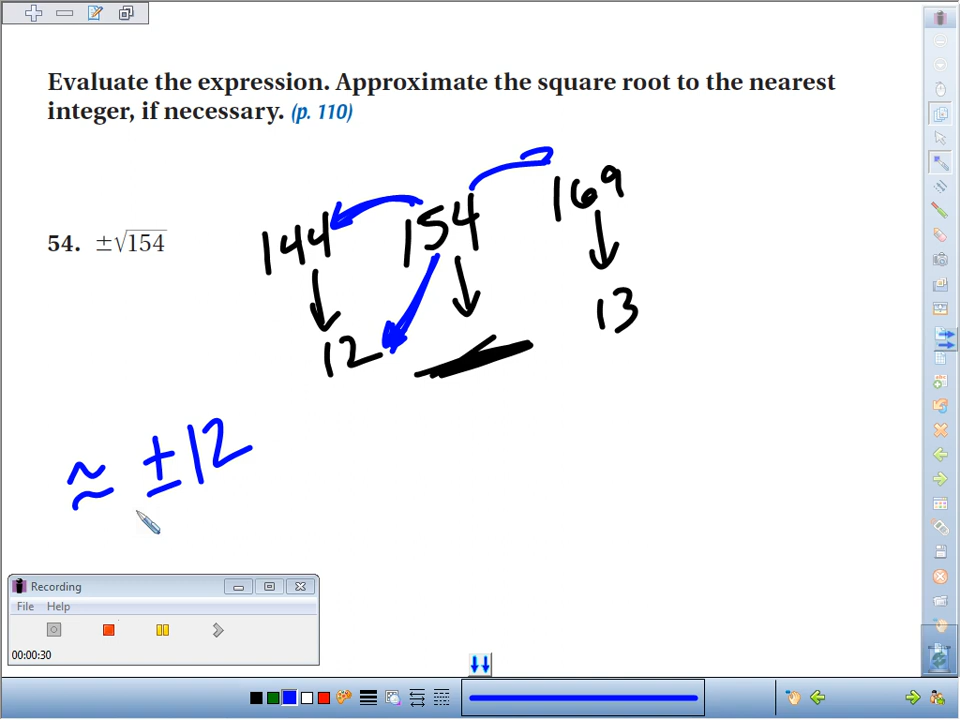 Evaluate the expression. Approximate the square root to the nearest
integer, if necessary. (p. 110)
144 154 169
54. ±√154
12 13
≈ ±12
Recording
File Help
00:00:30